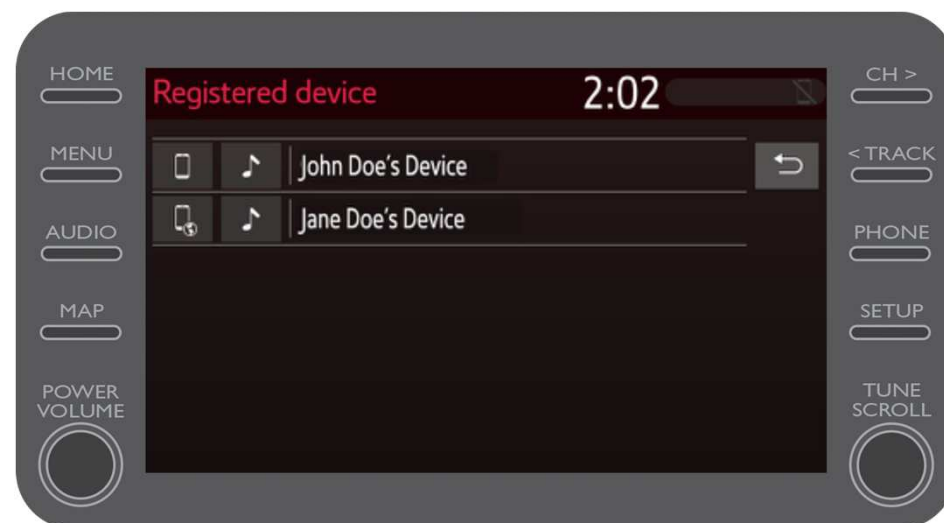 HOME
MENU
AUDIO
MAP
POWER
VOLUME
Registered device 2:02
John Doe's Device
Jane Doe's Device
CH >
< TRACK
PHONE
SETUP
TUNE
SCROLL